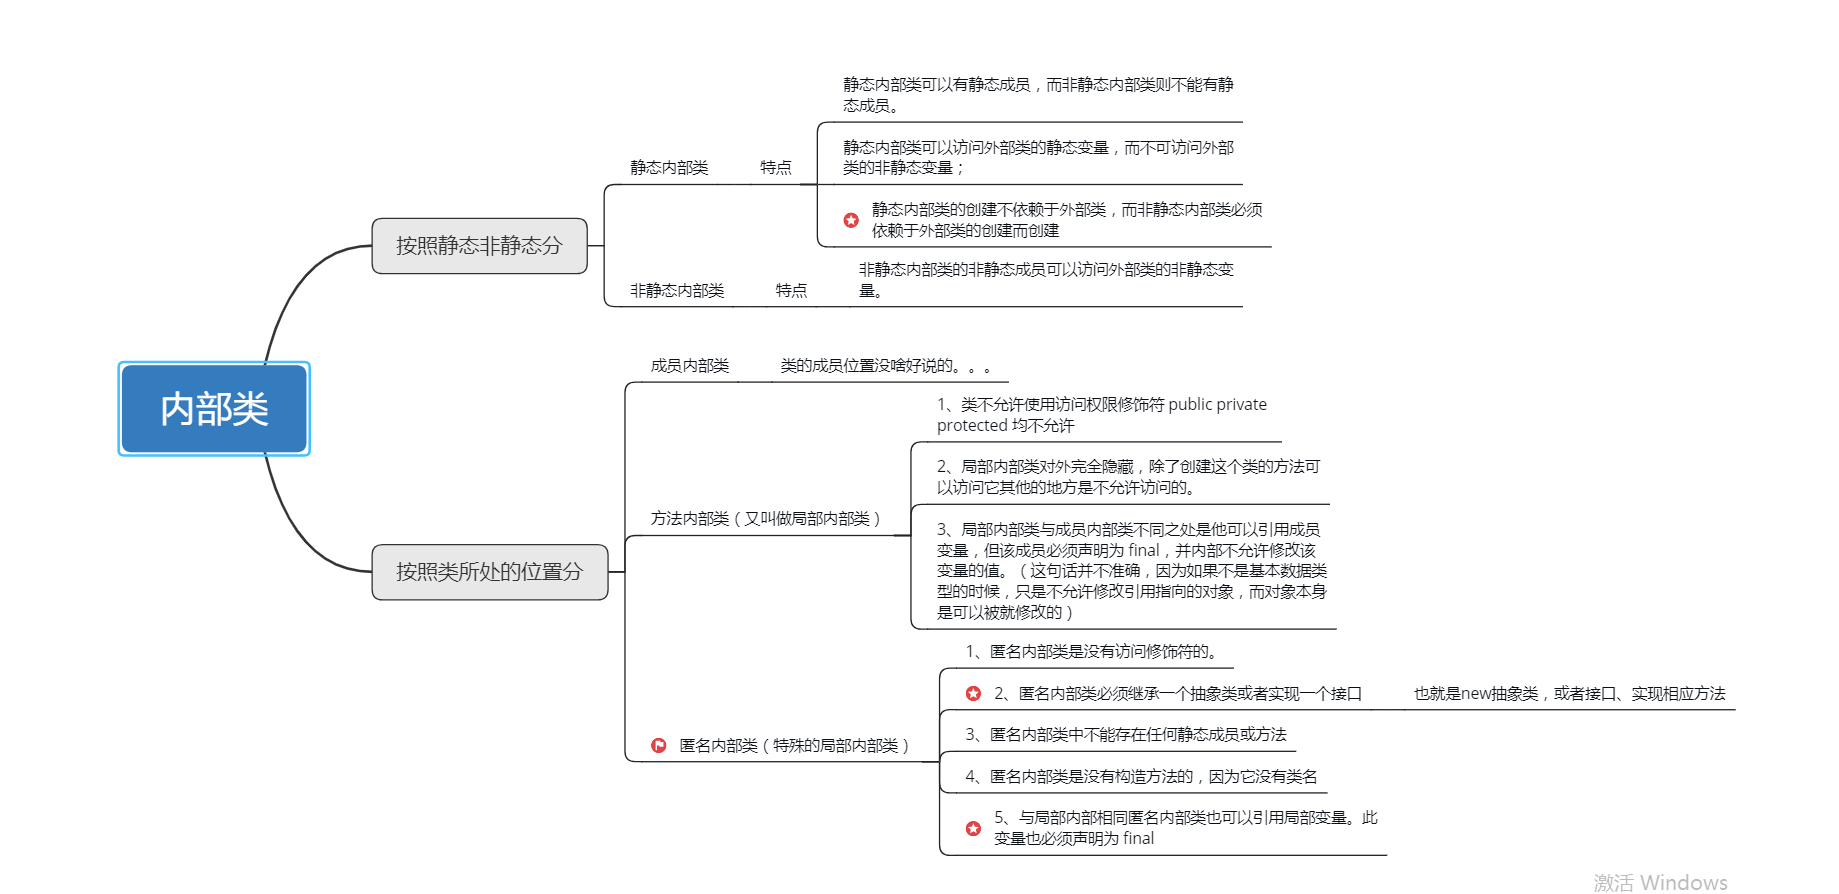 静态内部类可以有静态成员，而非静态内部类则不能有静
态成员。
静态内部类可以访问外部类的静态变量，而不可访问外部
类的非静态变量；
静态内部类
特点
静态内部类的创建不依赖于外部类，而非静态内部类必须
依赖于外部类的创建而创建
按照静态非静态分
非静态内部类的非静态成员可以访问外部类的非静态变
量。
非静态内部类
特点
成员内部类
类的成员位置没啥好说的。。。
内部类
1、类不允许使用访问权限修饰符 public private
protected 均不允许
2、局部内部类对外完全隐藏，除了创建这个类的方法可
以访问它其他的地方是不允许访问的。
方法内部类（又叫做局部内部类）
3、局部内部类与成员内部类不同之处是他可以引用成员
变量，但该成员必须声明为 final，并内部不允许修改该
变量的值。（这句话并不准确，因为如果不是基本数据类
型的时候，只是不允许修改引用指向的对象，而对象本身
是可以被就修改的）
按照类所处的位置分
1、匿名内部类是没有访问修饰符的。
2、匿名内部类必须继承一个抽象类或者实现一个接口
也就是new抽象类，或者接口、实现相应方法
3、匿名内部类中不能存在任何静态成员或方法
匿名内部类（特殊的局部内部类）
4、匿名内部类是没有构造方法的，因为它没有类名
5、与局部内部相同匿名内部类也可以引用局部变量。此
变量也必须声明为 final
激活 Windows